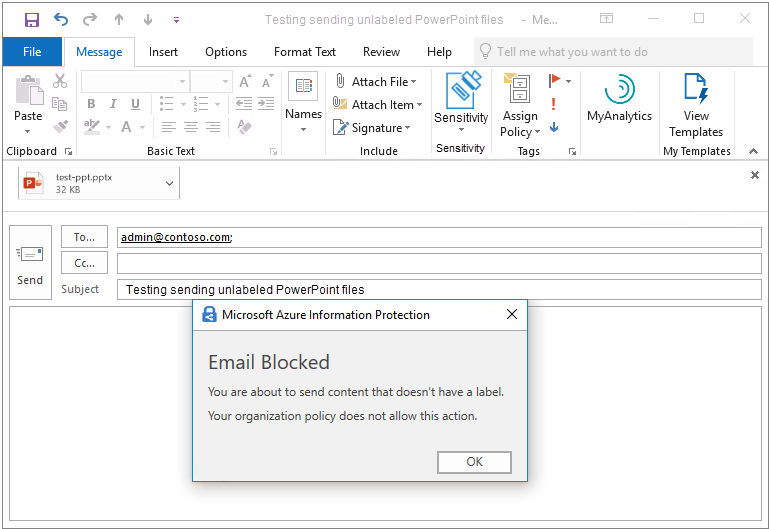 Testing sending unlabeled PowerPoint files - Me...
File Message Insert Options Format Text Review Help Tell me what you want to do
Paste
Clipboard
B I U
A A
ab A
Basic Text
Names
Attach File
Attach Item
Signature
Include
Sensitivity
Sensitivity
Assign
Policy
Tags
MyAnalytics
View
Templates
My Templates
test-ppt.pptx
32 KB
Send
To...
admin@contoso.com;
Cc...
Subject
Testing sending unlabeled PowerPoint files
Microsoft Azure Information Protection
Email Blocked
You are about to send content that doesn't have a label.
Your organization policy does not allow this action.
OK